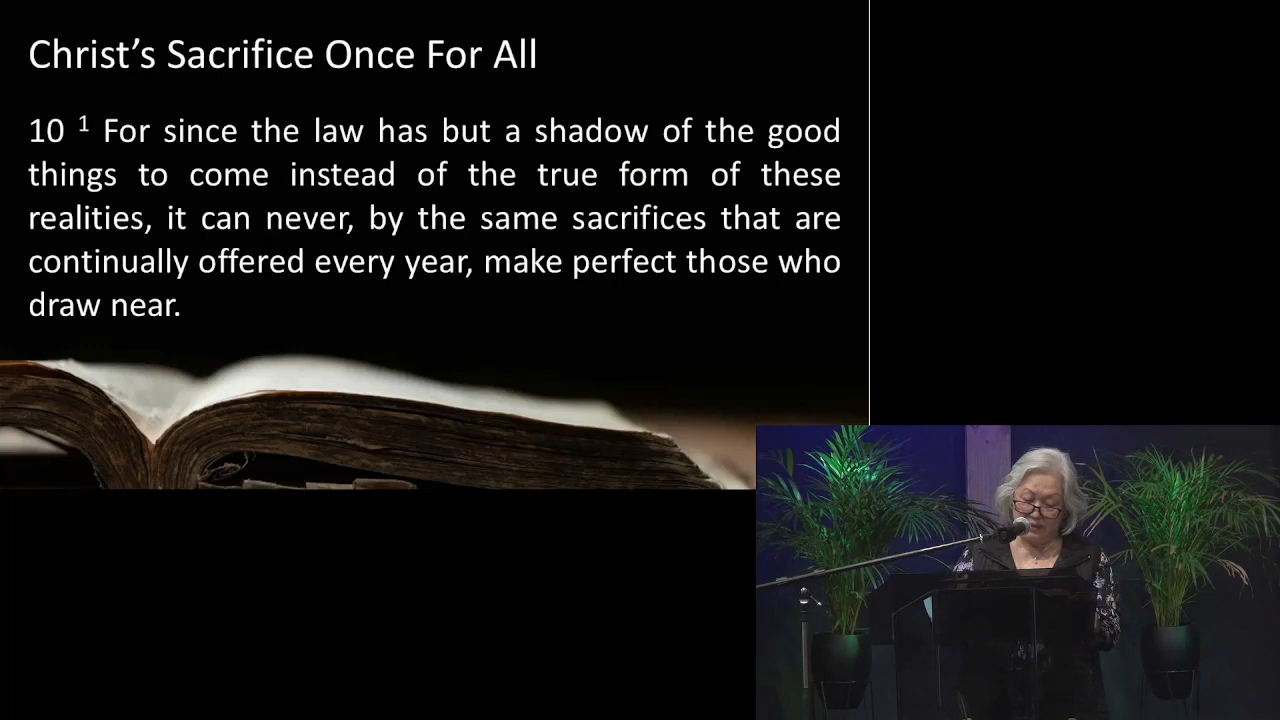 Christ’s Sacrifice Once For All
10 ¹ For since the law has but a shadow of the good
things to come instead of the true form of these
realities, it can never, by the same sacrifices that are
continually offered every year, make perfect those who
draw near.